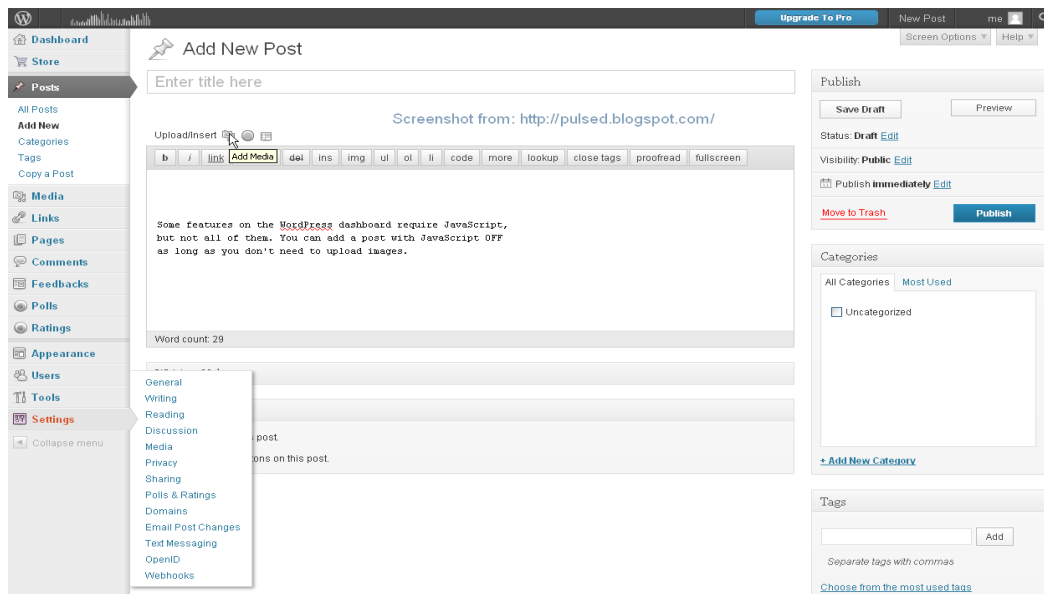 Upgrade To Pro
New Post
me
Dashboard
Store
Posts
All Posts
Add New
Categories
Tags
Copy a Post
Media
Links
Pages
Comments
Feedbacks
Polls
Ratings
Appearance
Users
Tools
Settings
Collapse menu
General
Writing
Reading
Discussion
Media
Privacy
Sharing
Polls & Ratings
Domains
Email Post Changes
Text Messaging
OpenID
Webhooks
Screen Options
Help
Add New Post
Enter title here
Screenshot from: http://pulsed.blogspot.com/
Upload/Insert
b i link del ins img ul ol li code more lookup close tags proofread fullscreen
Add Media
Some features on the WordPress dashboard require JavaScript,
but not all of them. You can add a post with JavaScript OFF
as long as you don't need to upload images.
Word count: 29
post.
on this post.
Publish
Save Draft
Preview
Status: Draft Edit
Visibility: Public Edit
Publish immediately Edit
Move to Trash
Publish
Categories
All Categories Most Used
Uncategorized
+ Add New Category
Tags
Add
Separate tags with commas
Choose from the most used tags